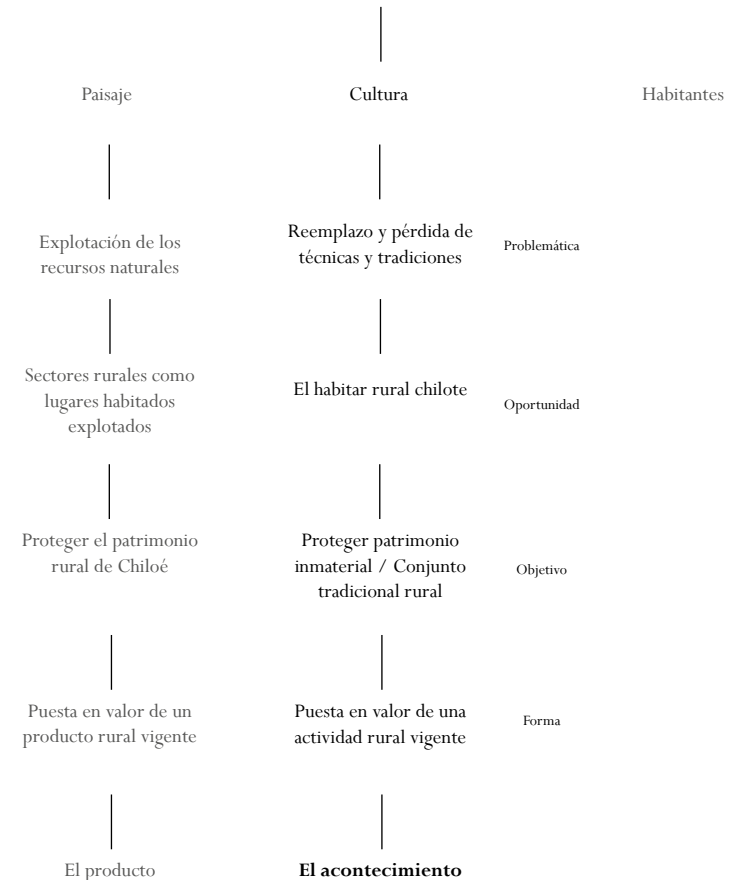 Paisaje
Cultura
Habitantes
Explotación de los
recursos naturales
Reemplazo y pérdida de
técnicas y tradiciones
Problemática
Sectores rurales como
lugares habitados
explotados
El habitar rural chilote
Oportunidad
Proteger el patrimonio
rural de Chiloé
Proteger patrimonio
inmaterial / Conjunto
tradicional rural
Objetivo
Puesta en valor de un
producto rural vigente
Puesta en valor de una
actividad rural vigente
Forma
El producto
El acontecimiento